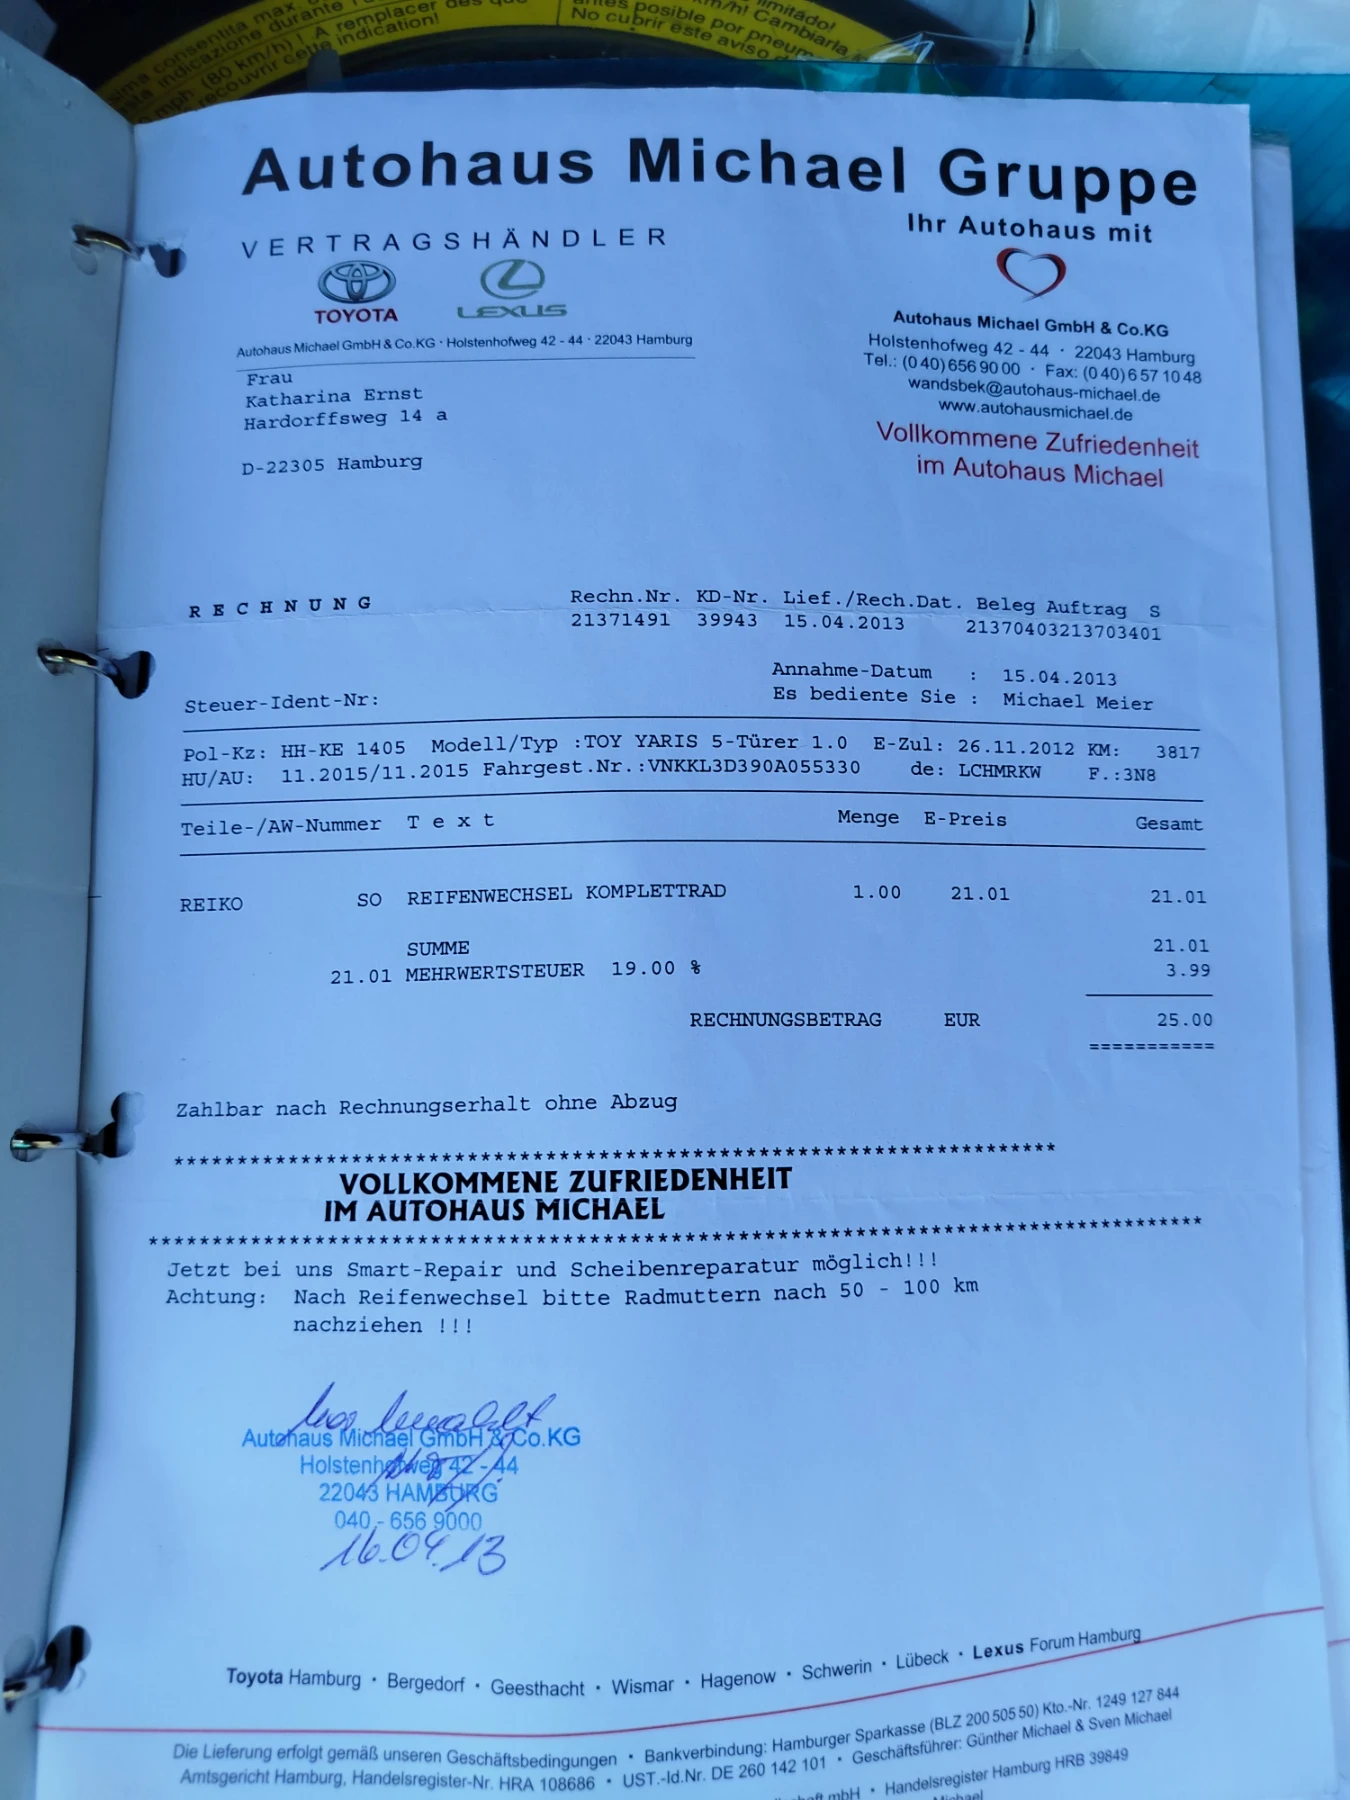 Autohaus Michael Gruppe
VERTRAGSHÄNDLER
Ihr Autohaus mit
TOYOTA LEXUS
Autohaus Michael GmbH & Co.KG · Holstenhofweg 42 - 44 · 22043 Hamburg
Autohaus Michael GmbH & Co.KG
Holstenhofweg 42 - 44 · 22043 Hamburg
Tel.: (0 40) 656 90 00 · Fax: (0 40) 6 57 10 48
wandsbek@autohaus-michael.de
www.autohausmichael.de
Vollkommene Zufriedenheit
im Autohaus Michael
Frau
Katharina Ernst
Hardorffsweg 14 a
D-22305 Hamburg
RECHNUNG
Rechn.Nr. KD-Nr. Lief./Rech.Dat. Beleg Auftrag S
21371491 39943 15.04.2013 21370403213703401
Annahme-Datum : 15.04.2013
Steuer-Ident-Nr: Es bediente Sie : Michael Meier
Pol-Kz: HH-KE 1405 Modell/Typ :TOY YARIS 5-Türer 1.0 E-Zul: 26.11.2012 KM: 3817
HU/AU: 11.2015/11.2015 Fahrgest.Nr.:VNKKL3D390A055330 de: LCHMRKW F.:3N8
Teile-/AW-Nummer T e x t Menge E-Preis Gesamt
REIKO SO REIFENWECHSEL KOMPLETTRAD 1.00 21.01 21.01
SUMME 21.01
21.01 MEHRWERTSTEUER 19.00 % 3.99
RECHNUNGSBETRAG EUR 25.00
===========
Zahlbar nach Rechnungserhalt ohne Abzug
VOLLKOMMENE ZUFRIEDENHEIT
IM AUTOHAUS MICHAEL
Jetzt bei uns Smart-Repair und Scheibenreparatur möglich!!!
Achtung: Nach Reifenwechsel bitte Radmuttern nach 50 - 100 km
nachziehen !!!
Autohaus Michael GmbH & Co.KG
Holstenhofweg 42 - 44
22043 HAMBURG
040 - 656 9000
16.04.13
Toyota Hamburg · Bergedorf · Geesthacht · Wismar · Hagenow · Schwerin · Lübeck · Lexus Forum Hamburg
Die Lieferung erfolgt gemäß unseren Geschäftsbedingungen · Bankverbindung: Hamburger Sparkasse (BLZ 200 505 50) Kto.-Nr. 1249 127 844
Amtsgericht Hamburg, Handelsregister-Nr. HRA 108686 · UST.-Id.Nr. DE 260 142 101 · Geschäftsführer: Günther Michael & Sven Michael
mbH · Handelsregister Hamburg HRB 39849